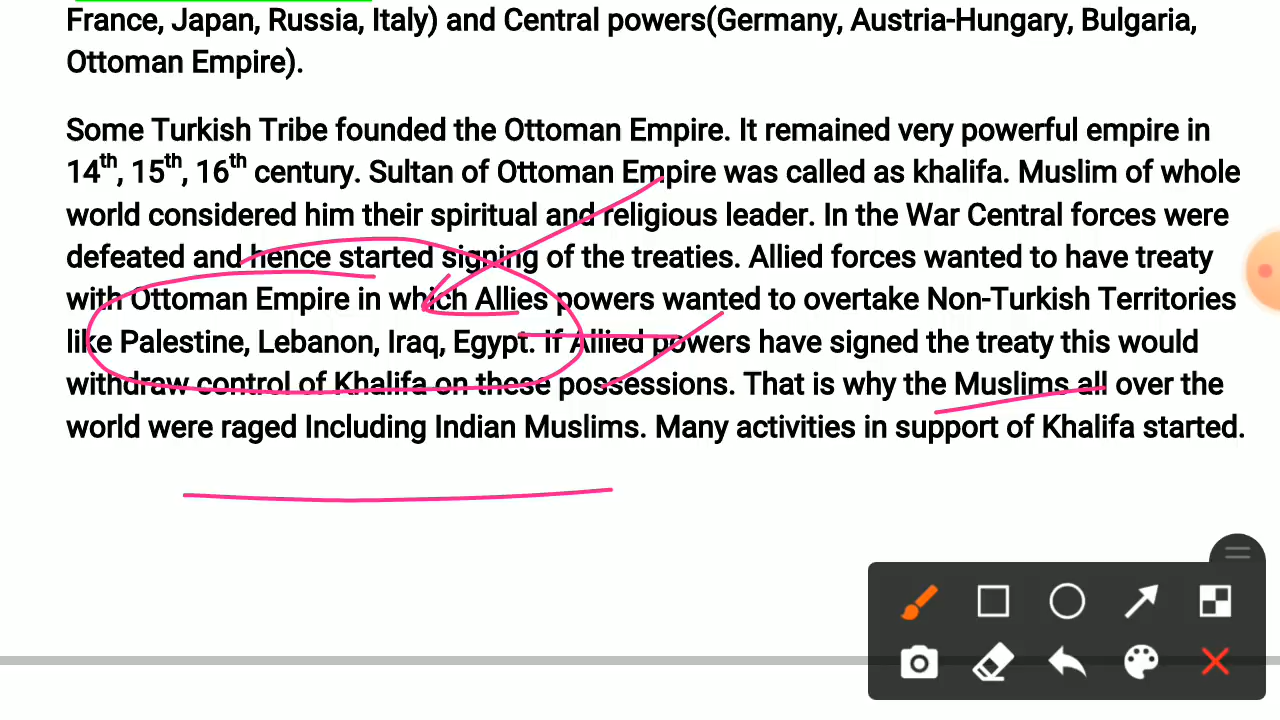 France, Japan, Russia, Italy) and Central powers(Germany, Austria-Hungary, Bulgaria,
Ottoman Empire).
Some Turkish Tribe founded the Ottoman Empire. It remained very powerful empire in
14th, 15th, 16th century. Sultan of Ottoman Empire was called as khalifa. Muslim of whole
world considered him their spiritual and religious leader. In the War Central forces were
defeated and hence started signing of the treaties. Allied forces wanted to have treaty
with Ottoman Empire in which Allies powers wanted to overtake Non-Turkish Territories
like Palestine, Lebanon, Iraq, Egypt. If Allied powers have signed the treaty this would
withdraw control of Khalifa on these possessions. That is why the Muslims all over the
world were raged Including Indian Muslims. Many activities in support of Khalifa started.